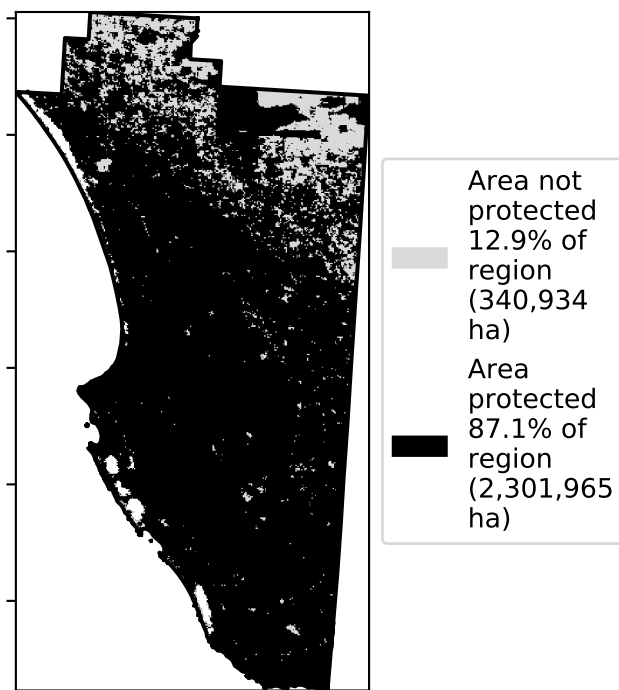 Area not
protected
12.9% of
region
(340,934
ha)
Area
protected
87.1% of
region
(2,301,965
ha)